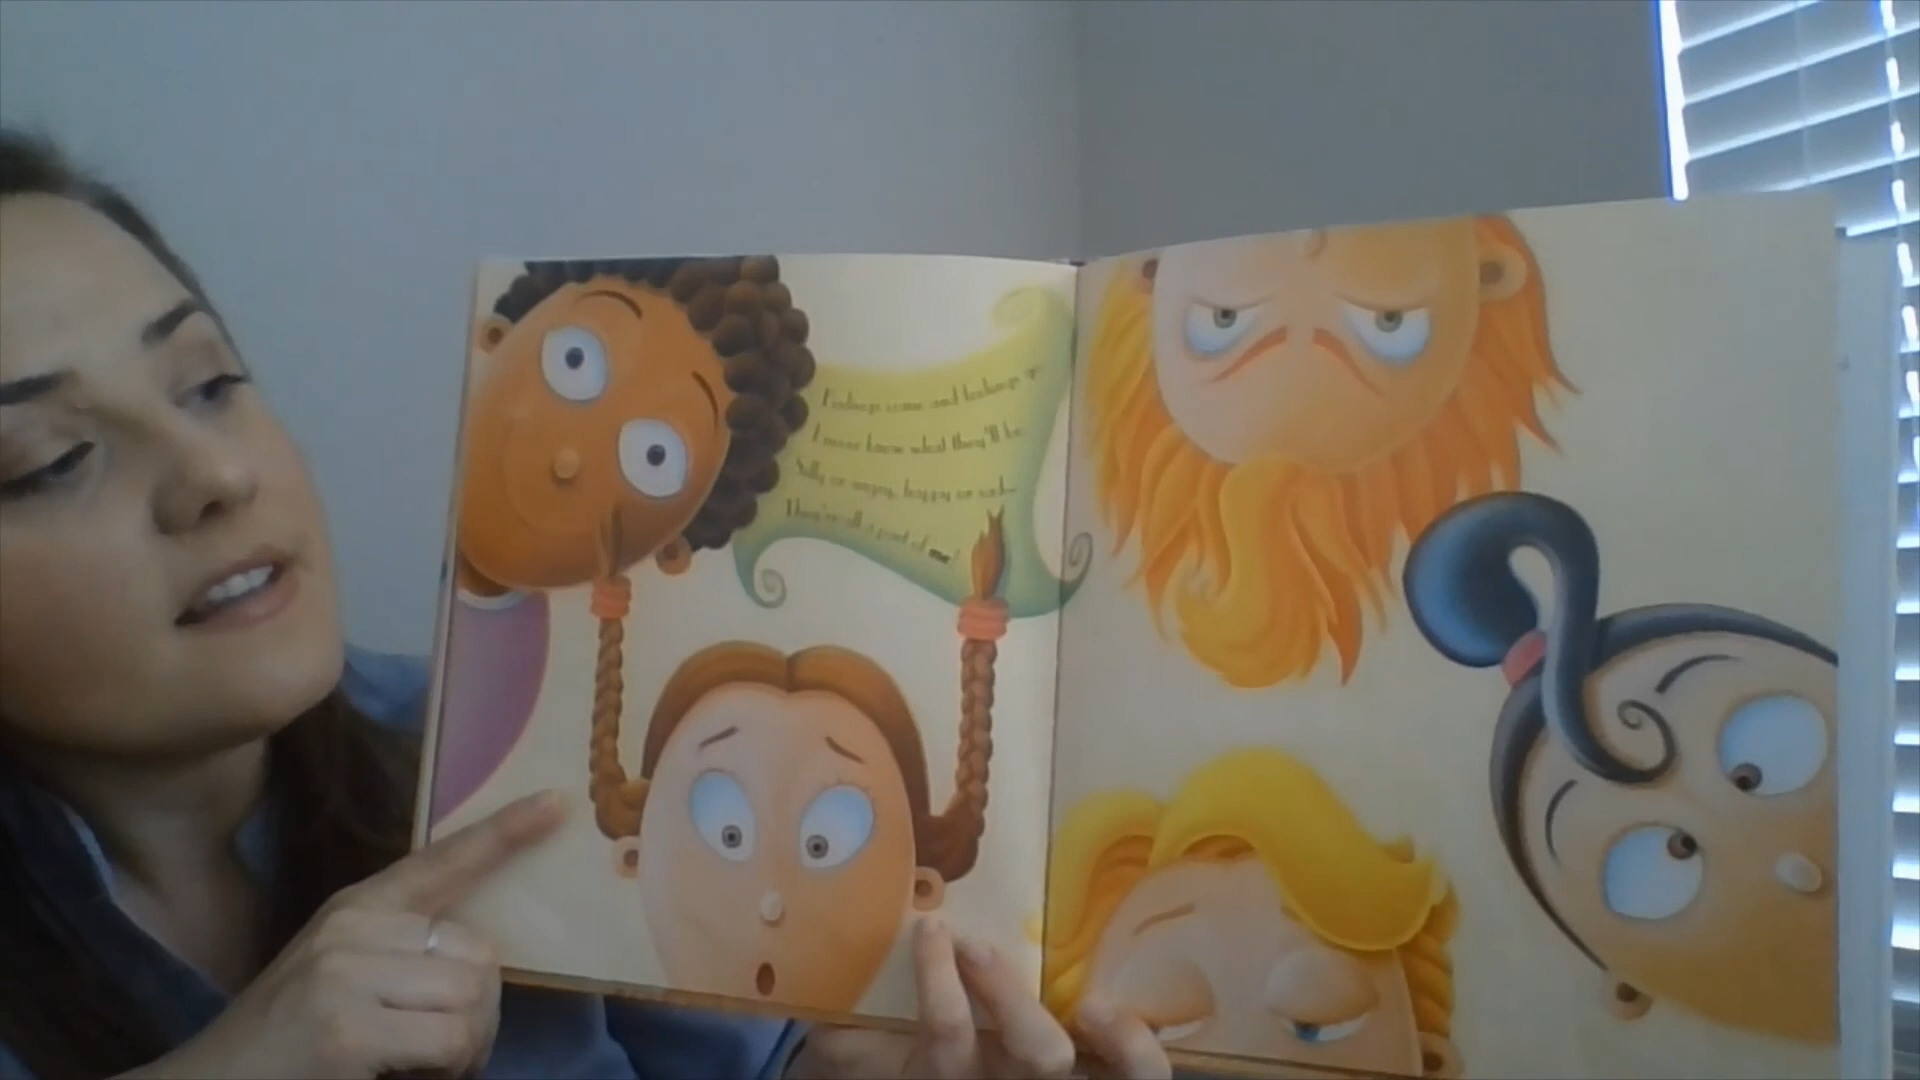 Feelings come and feelings go
I never know what they'll be.
Silly or angry, happy or sad...
They're all a part of me!